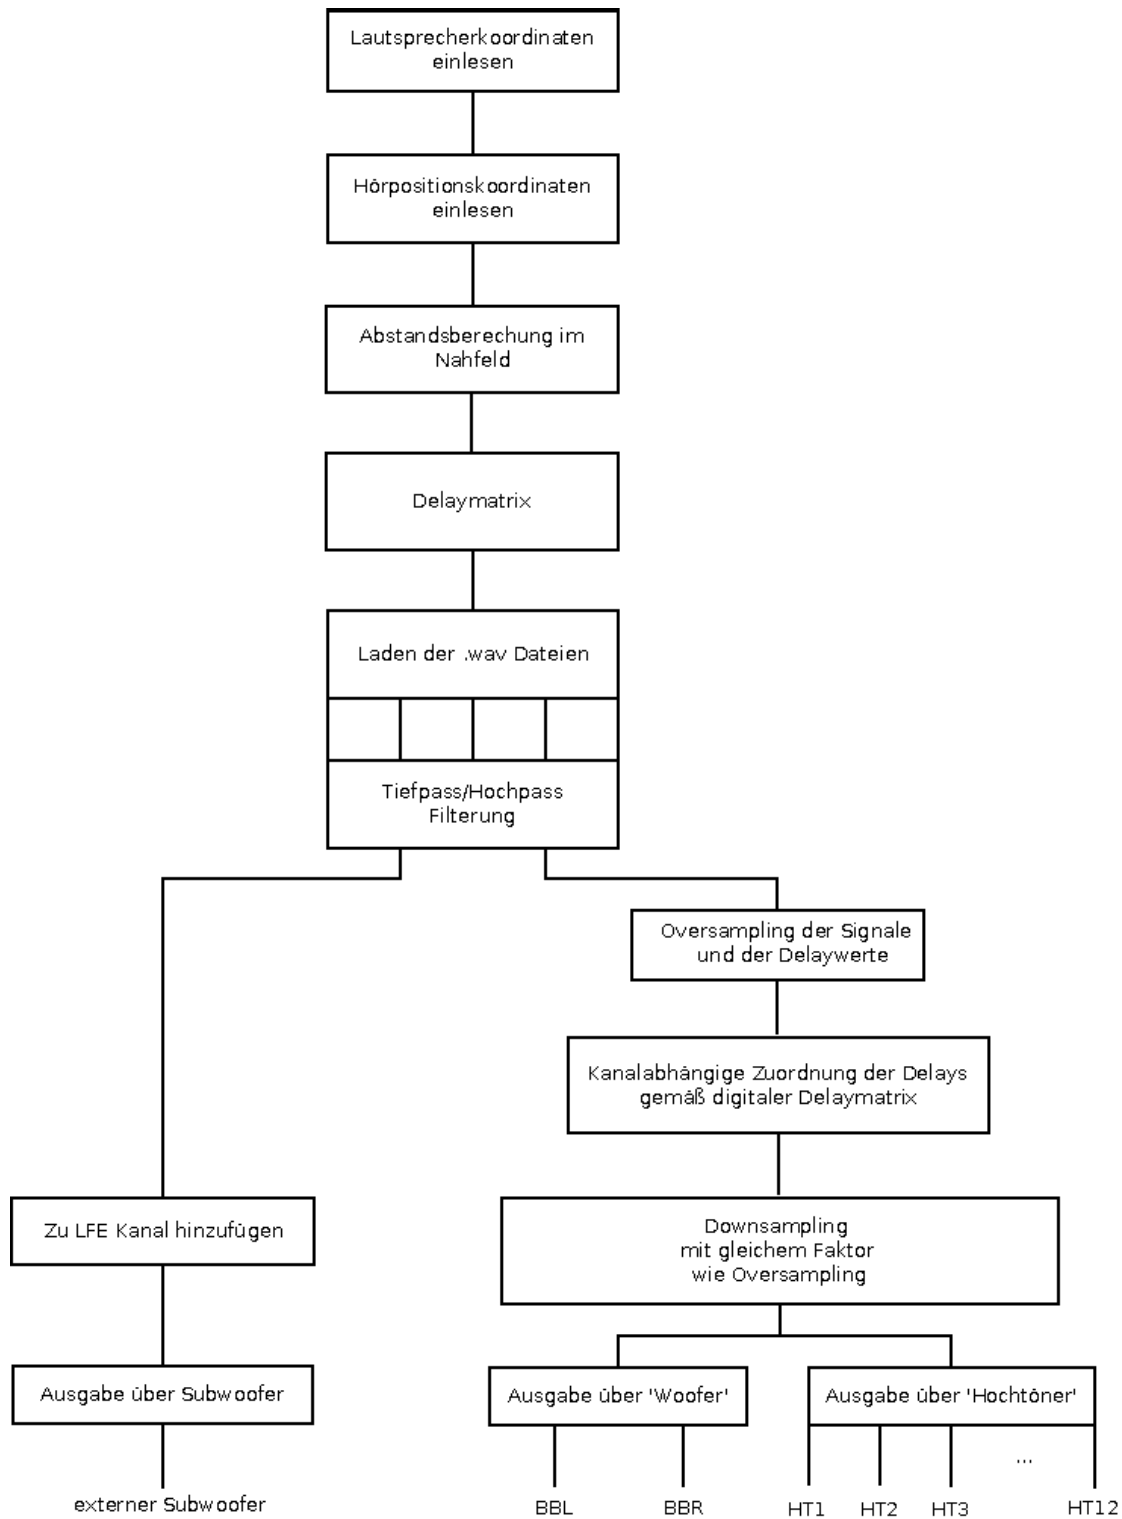 Lautsprecherkoordinaten
einlesen
Hörpositionskoordinaten
einlesen
Abstandsberechung im
Nahfeld
Delaymatrix
Laden der .wav Dateien
Tiefpass/Hochpass
Filterung
Oversampling der Signale
und der Delaywerte
Kanalabhängige Zuordnung der Delays
gemäß digitaler Delaymatrix
Zu LFE Kanal hinzufügen
Downsampling
mit gleichem Faktor
wie Oversampling
Ausgabe über Subwoofer
Ausgabe über 'Woofer'
Ausgabe über 'Hochtöner'
...
externer Subwoofer
BBL
BBR
HT1
HT2
HT3
HT12